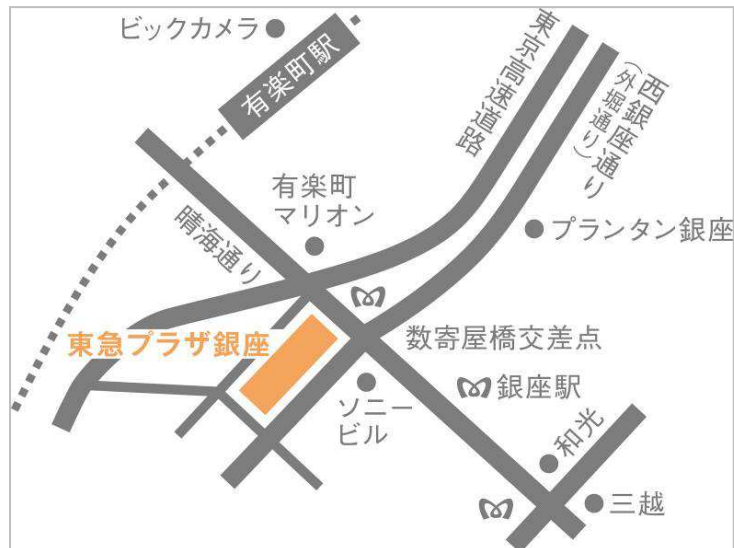 ビックカメラ
有楽町駅
東京高速道路
西銀座通り
（外堀通り）
有楽町
マリオン
晴海通り
プランタン銀座
東急プラザ銀座
数寄屋橋交差点
銀座駅
ソニー
ビル
和光
三越